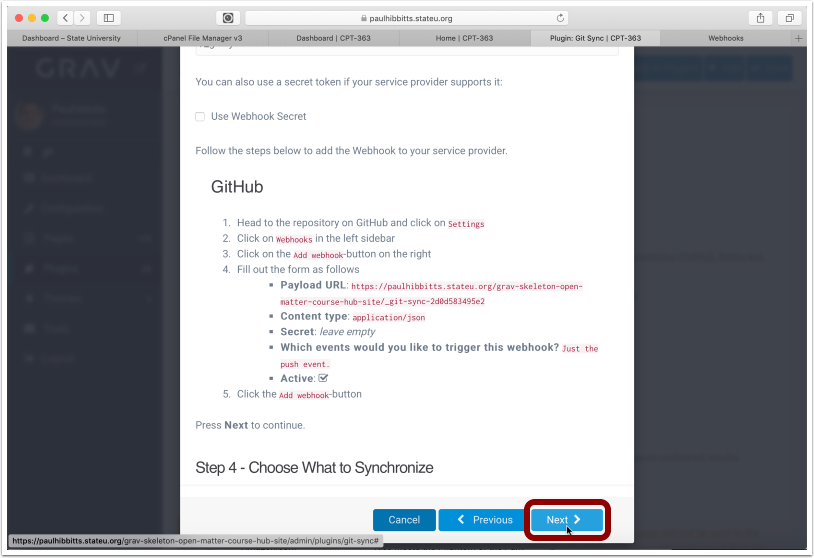 paulhibbitts.stateu.org
Dashboard – State University
cPanel File Manager v3
Dashboard | CPT-363
Home | CPT-363
Plugin: Git Sync | CPT-363
Webhooks
GRAV
You can also use a secret token if your service provider supports it:
Use Webhook Secret
Follow the steps below to add the Webhook to your service provider.
GitHub
1. Head to the repository on GitHub and click on Settings
2. Click on Webhooks in the left sidebar
3. Click on the Add webhook-button on the right
4. Fill out the form as follows
Payload URL: https://paulhibbitts.stateu.org/grav-skeleton-open-
matter-course-hub-site/_git-sync-2d0d583495e2
Content type: application/json
Secret: leave empty
Which events would you like to trigger this webhook? Just the
push event.
Active:
5. Click the Add webhook-button
Press Next to continue.
Step 4 - Choose What to Synchronize
Cancel
Previous
Next
https://paulhibbitts.stateu.org/grav-skeleton-open-matter-course-hub-site/admin/plugins/git-sync#